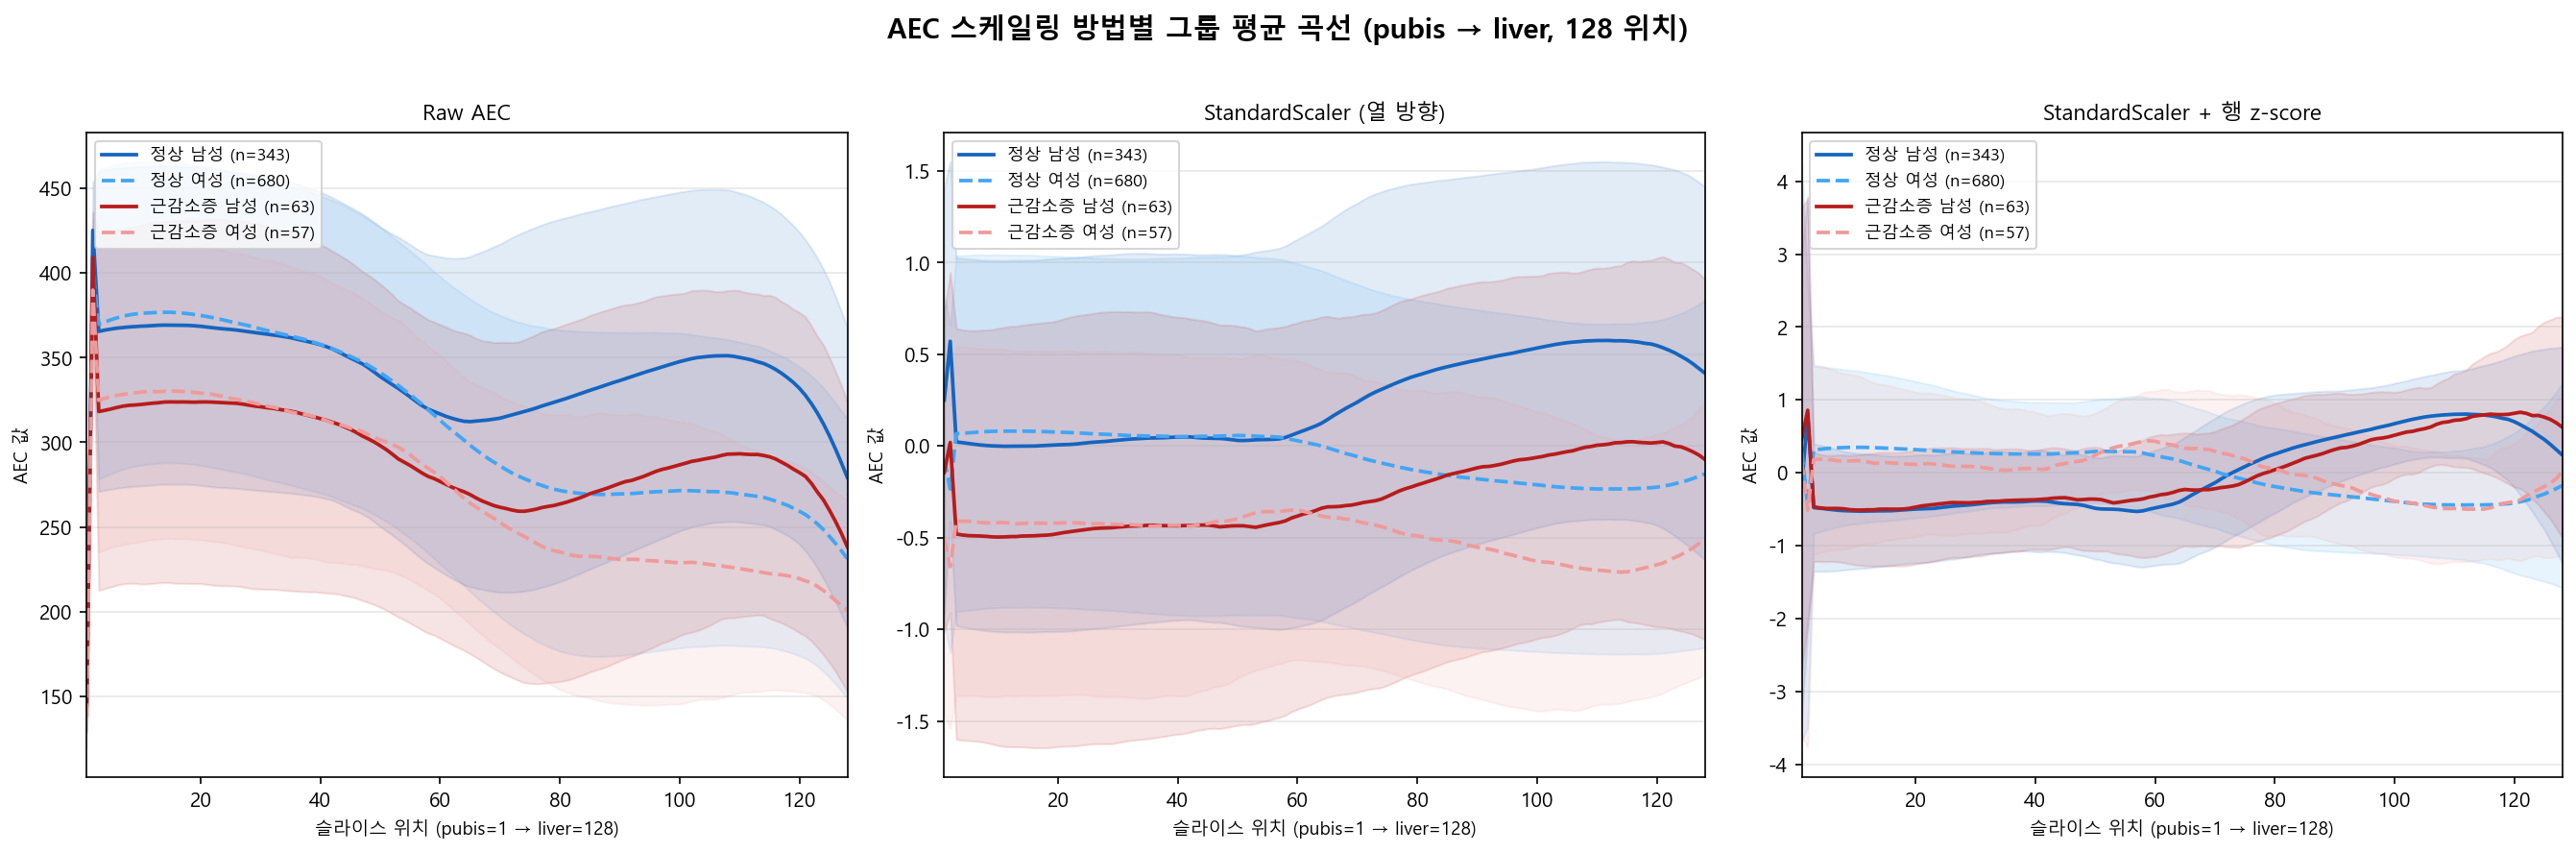 AEC 스케일링 방법별 그룹 평균 곡선 (pubis → liver, 128 위치)
Raw AEC
정상 남성 (n=343)
정상 여성 (n=680)
근감소증 남성 (n=63)
근감소증 여성 (n=57)
450
400
350
300
250
200
150
AEC 값
20 40 60 80 100 120
슬라이스 위치 (pubis=1 → liver=128)
StandardScaler (열 방향)
정상 남성 (n=343)
정상 여성 (n=680)
근감소증 남성 (n=63)
근감소증 여성 (n=57)
1.5
1.0
0.5
0.0
-0.5
-1.0
-1.5
AEC 값
20 40 60 80 100 120
슬라이스 위치 (pubis=1 → liver=128)
StandardScaler + 행 z-score
정상 남성 (n=343)
정상 여성 (n=680)
근감소증 남성 (n=63)
근감소증 여성 (n=57)
4
3
2
1
0
-1
-2
-3
-4
AEC 값
20 40 60 80 100 120
슬라이스 위치 (pubis=1 → liver=128)